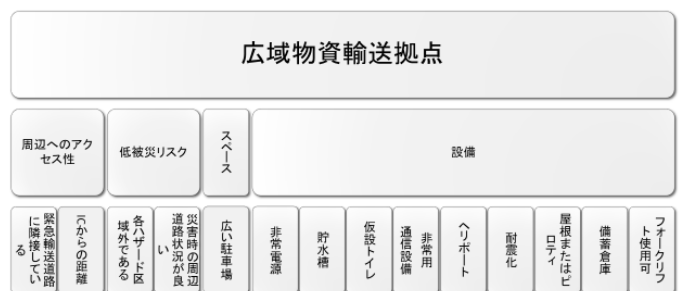 広域物資輸送拠点
周辺へのアク
セス性
低被災リスク
スペース
設備
緊急輸送道路
に隣接してい
る
ICからの距離
各ハザード区
域外である
災害時の周辺
道路状況が良
い
広い駐車場
非常電源
貯水槽
仮設トイレ
非常用
通信設備
ヘリポート
耐震化
屋根またはピ
ロティ
備蓄倉庫
フォークリフ
ト使用可